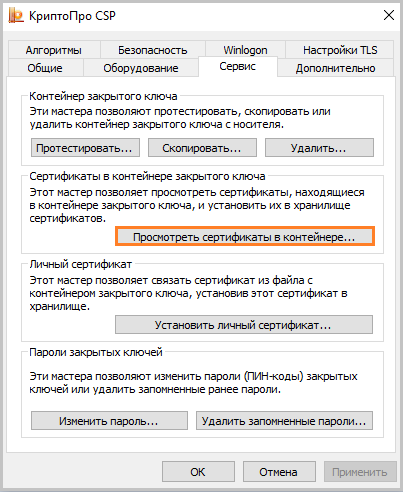 КриптоПро CSP
Алгоритмы Безопасность Winlogon Настройки TLS
Общие Оборудование Сервис Дополнительно
Контейнер закрытого ключа
Эти мастера позволяют протестировать, скопировать или
удалить контейнер закрытого ключа с носителя.
Протестировать... Скопировать... Удалить...
Сертификаты в контейнере закрытого ключа
Этот мастер позволяет просмотреть сертификаты, находящиеся
в контейнере закрытого ключа, и установить их в хранилище
сертификатов.
Просмотреть сертификаты в контейнере...
Личный сертификат
Этот мастер позволяет связать сертификат из файла с
контейнером закрытого ключа, установив этот сертификат в
хранилище.
Установить личный сертификат...
Пароли закрытых ключей
Эти мастера позволяют изменить пароли (ПИН-коды) закрытых
ключей или удалить запомненные ранее пароли.
Изменить пароль... Удалить запомненные пароли...
ОК Отмена Применить